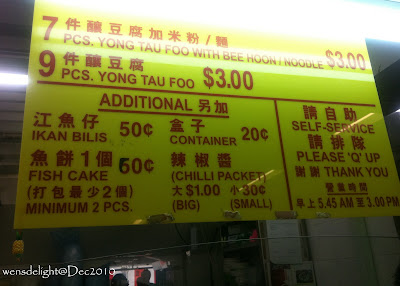 7 件釀豆腐加米粉/麵
PCS. YONG TAU FOO WITH BEE HOON / NOODLE $3.00
9 件釀豆腐
PCS. YONG TAU FOO $3.00
ADDITIONAL 另加
江魚仔 50¢
IKAN BILIS
盒子 20¢
CONTAINER
魚餅1個 50¢
FISH CAKE
(打包最少2個)
MINIMUM 2 PCS.
辣椒醬
(CHILLI PACKET)
大 $1.00 小 30¢
(BIG) (SMALL)
請自助
SELF-SERVICE
請排隊
PLEASE 'Q' UP
謝謝 THANK YOU
營業時間
早上 5.45 AM 至 3.00 PM
wensdelight@Dec2010